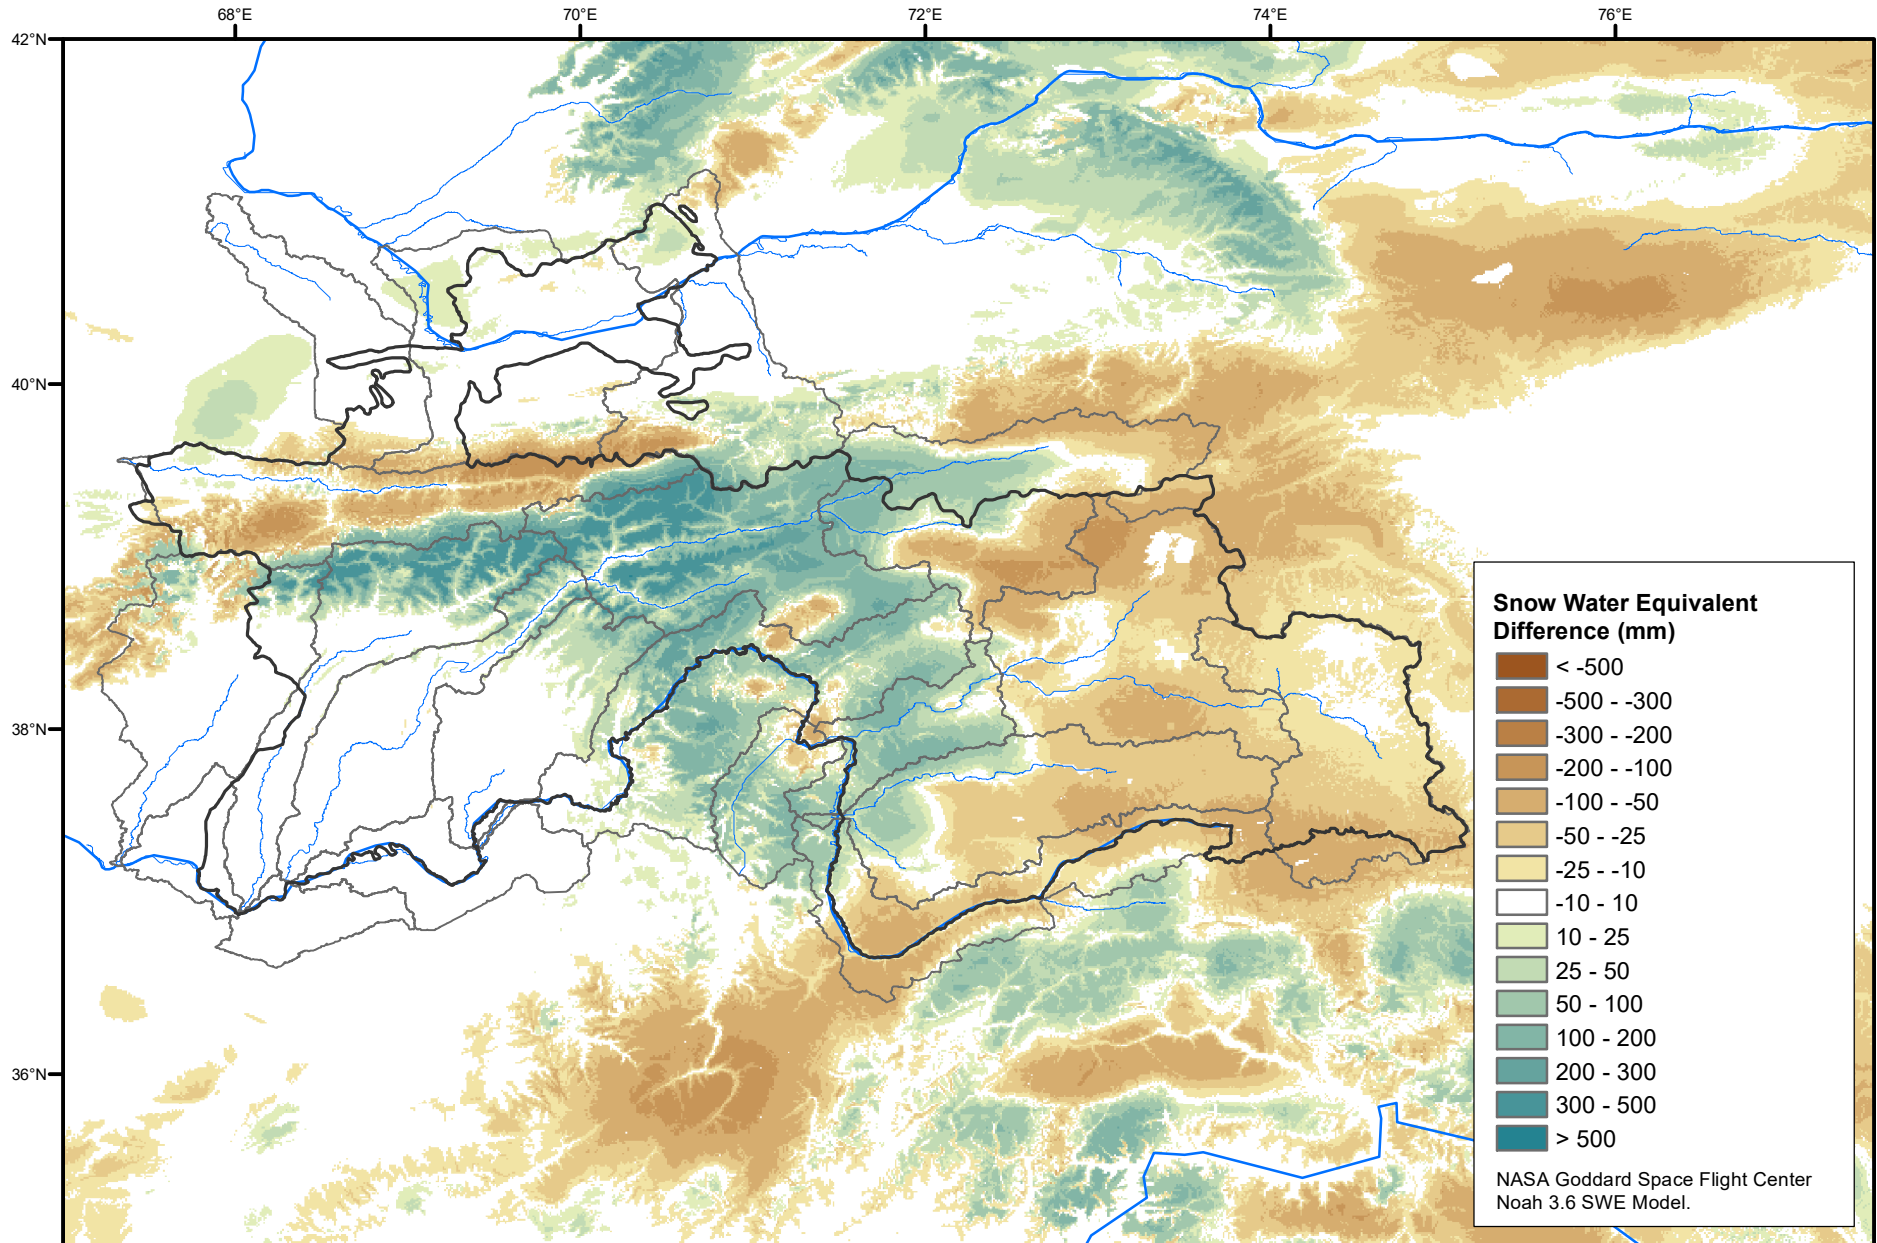 68°E 70°E 72°E 74°E 76°E
42°N
40°N
38°N
36°N
Snow Water Equivalent
Difference (mm)
< -500
-500 - -300
-300 - -200
-200 - -100
-100 - -50
-50 - -25
-25 - -10
-10 - 10
10 - 25
25 - 50
50 - 100
100 - 200
200 - 300
300 - 500
> 500
NASA Goddard Space Flight Center
Noah 3.6 SWE Model.